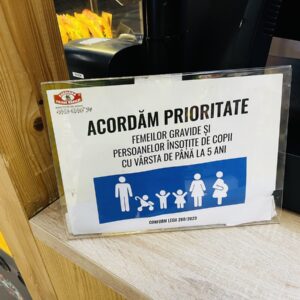 ACORDĂM PRIORITATE
FEMEILOR GRAVIDE ȘI
PERSOANELOR ÎNSOȚITE DE COPII
CU VÂRSTA DE PÂNĂ LA 5 ANI
CONFORM LEGII 260/2023